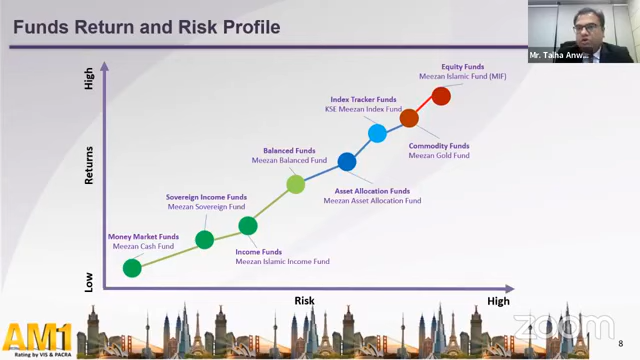 Funds Return and Risk Profile
Mr. Talha Anw...
High
Returns
Low
Equity Funds
Meezan Islamic Fund (MIF)
Index Tracker Funds
KSE Meezan Index Fund
Commodity Funds
Meezan Gold Fund
Balanced Funds
Meezan Balanced Fund
Asset Allocation Funds
Meezan Asset Allocation Fund
Sovereign Income Funds
Meezan Sovereign Fund
Money Market Funds
Meezan Cash Fund
Income Funds
Meezan Islamic Income Fund
Risk
High
AM1
Rating by VIS & PACRA
zoom
8